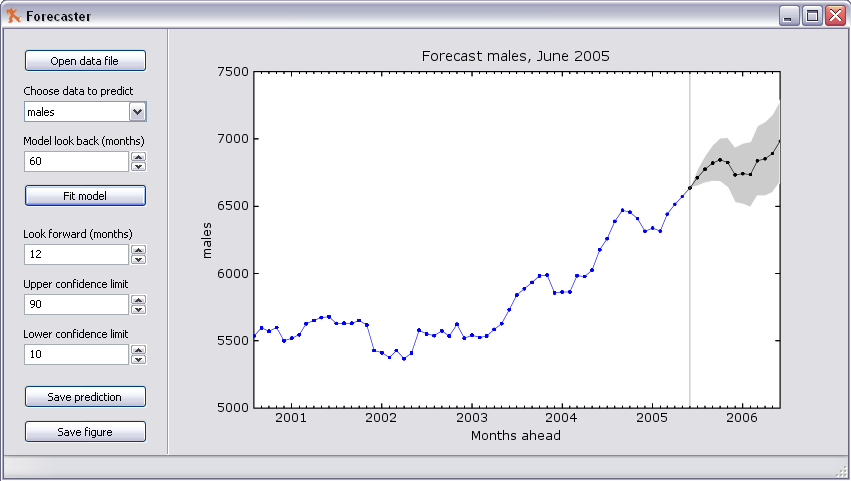 Forecaster
Open data file
Choose data to predict
males
Model look back (months)
60
Fit model
Look forward (months)
12
Upper confidence limit
90
Lower confidence limit
10
Save prediction
Save figure
Forecast males, June 2005
7500
7000
6500
6000
5500
5000
males
2001 2002 2003 2004 2005 2006
Months ahead